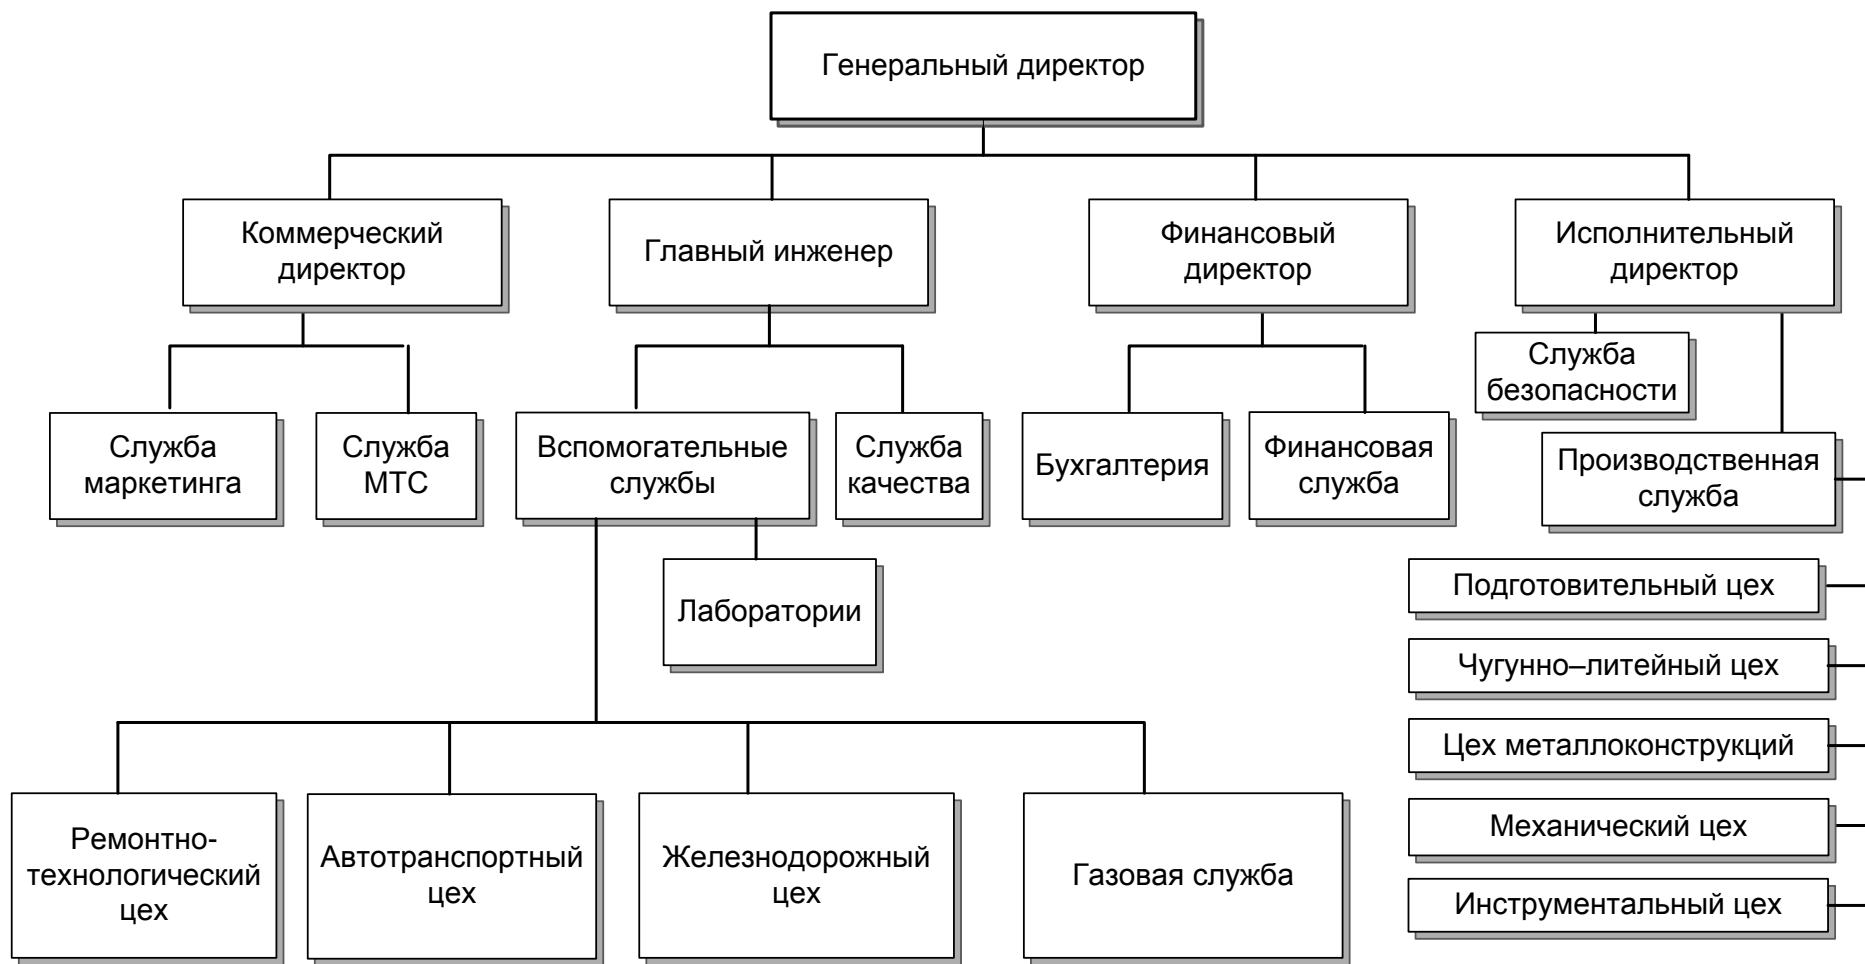 Генеральный директор
Коммерческий
директор
Главный инженер
Финансовый
директор
Исполнительный
директор
Служба
безопасности
Служба
маркетинга
Служба
МТС
Вспомогательные
службы
Служба
качества
Бухгалтерия
Финансовая
служба
Производственная
служба
Лаборатории
Подготовительный цех
Чугунно–литейный цех
Цех металлоконструкций
Механический цех
Инструментальный цех
Ремонтно-
технологический
цех
Автотранспортный
цех
Железнодорожный
цех
Газовая служба